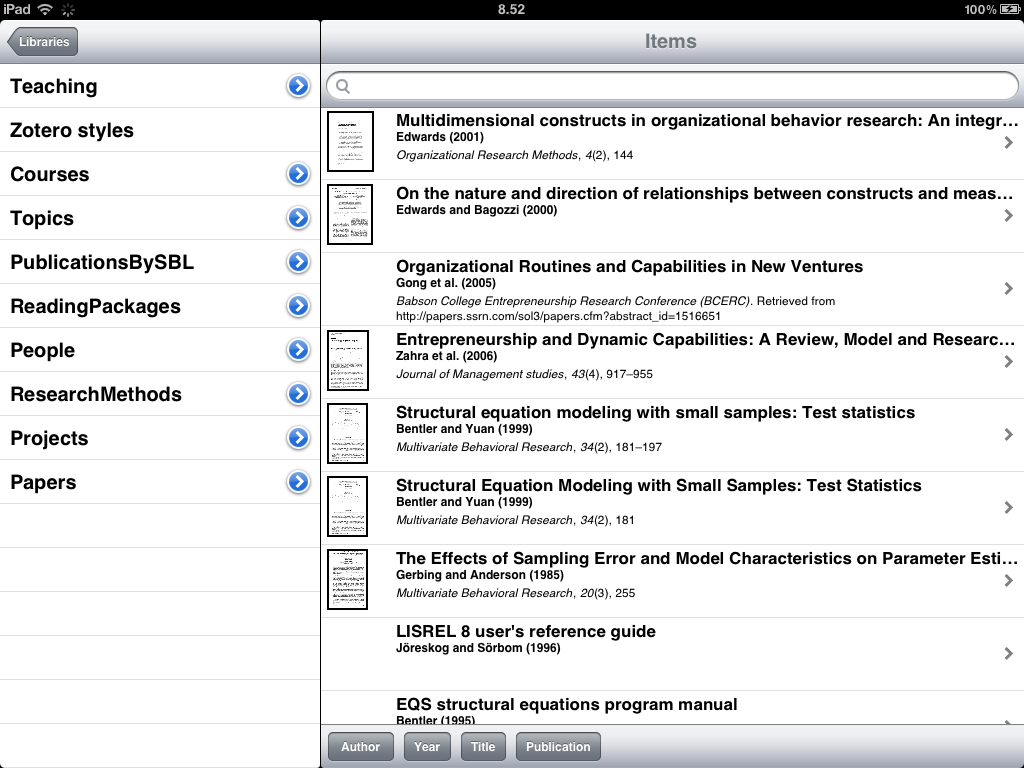 iPad 8.52 100%
Libraries
Items
Teaching
Zotero styles
Courses
Topics
PublicationsBySBL
ReadingPackages
People
ResearchMethods
Projects
Papers
Multidimensional constructs in organizational behavior research: An integr...
Edwards (2001)
Organizational Research Methods, 4(2), 144
On the nature and direction of relationships between constructs and meas...
Edwards and Bagozzi (2000)
Organizational Routines and Capabilities in New Ventures
Gong et al. (2005)
Babson College Entrepreneurship Research Conference (BCERC). Retrieved from
http://papers.ssrn.com/sol3/papers.cfm?abstract_id=1516651
Entrepreneurship and Dynamic Capabilities: A Review, Model and Researc...
Zahra et al. (2006)
Journal of Management studies, 43(4), 917–955
Structural equation modeling with small samples: Test statistics
Bentler and Yuan (1999)
Multivariate Behavioral Research, 34(2), 181–197
Structural Equation Modeling with Small Samples: Test Statistics
Bentler and Yuan (1999)
Multivariate Behavioral Research, 34(2), 181
The Effects of Sampling Error and Model Characteristics on Parameter Esti...
Gerbing and Anderson (1985)
Multivariate Behavioral Research, 20(3), 255
LISREL 8 user's reference guide
Jöreskog and Sörbom (1996)
EQS structural equations program manual
Bentler (1995)
Author Year Title Publication